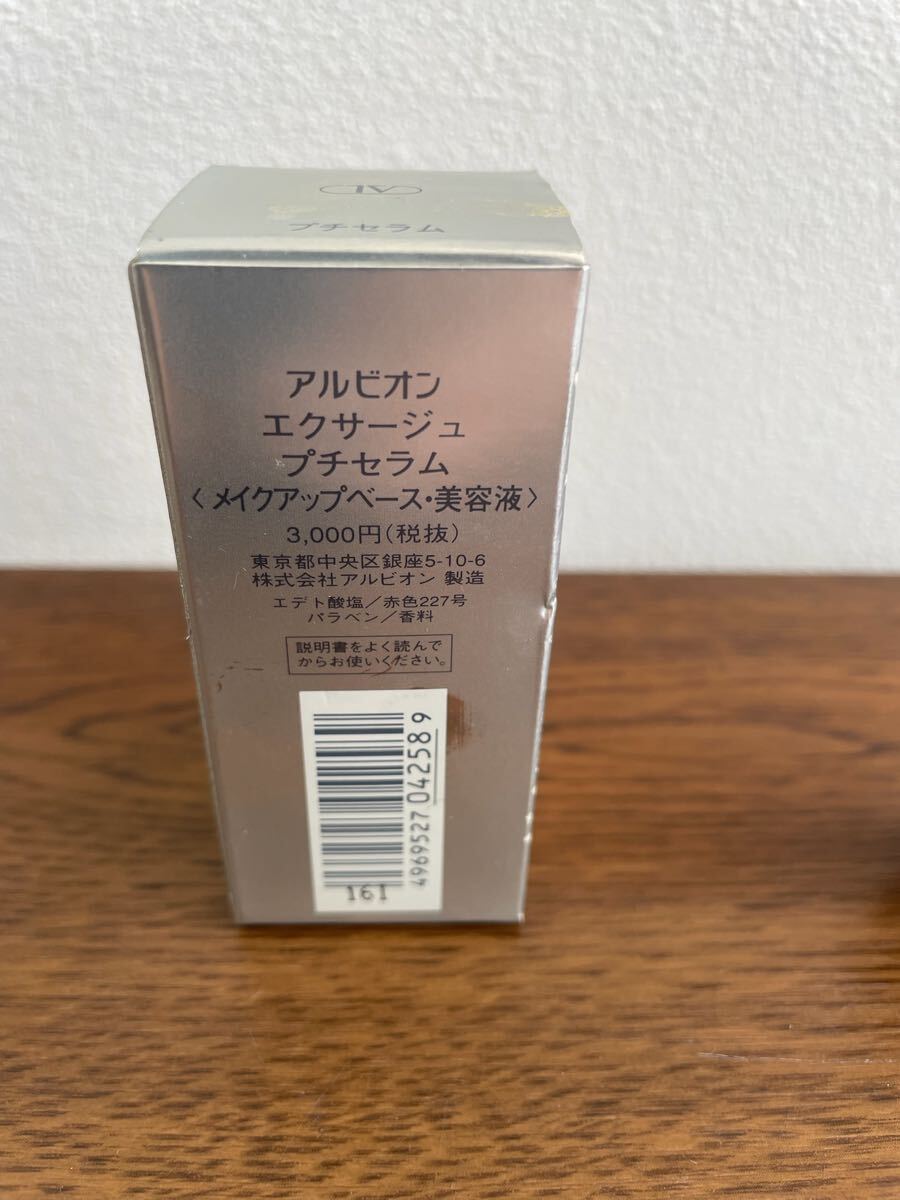 AL
プチセラム
アルビオン
エクサージュ
プチセラム
〈メイクアップベース・美容液〉
3,000円(税抜)
東京都中央区銀座5-10-6
株式会社アルビオン 製造
エデト酸塩/赤色227号
パラベン/香料
説明書をよく読んで
からお使いください。
4969527042589
161